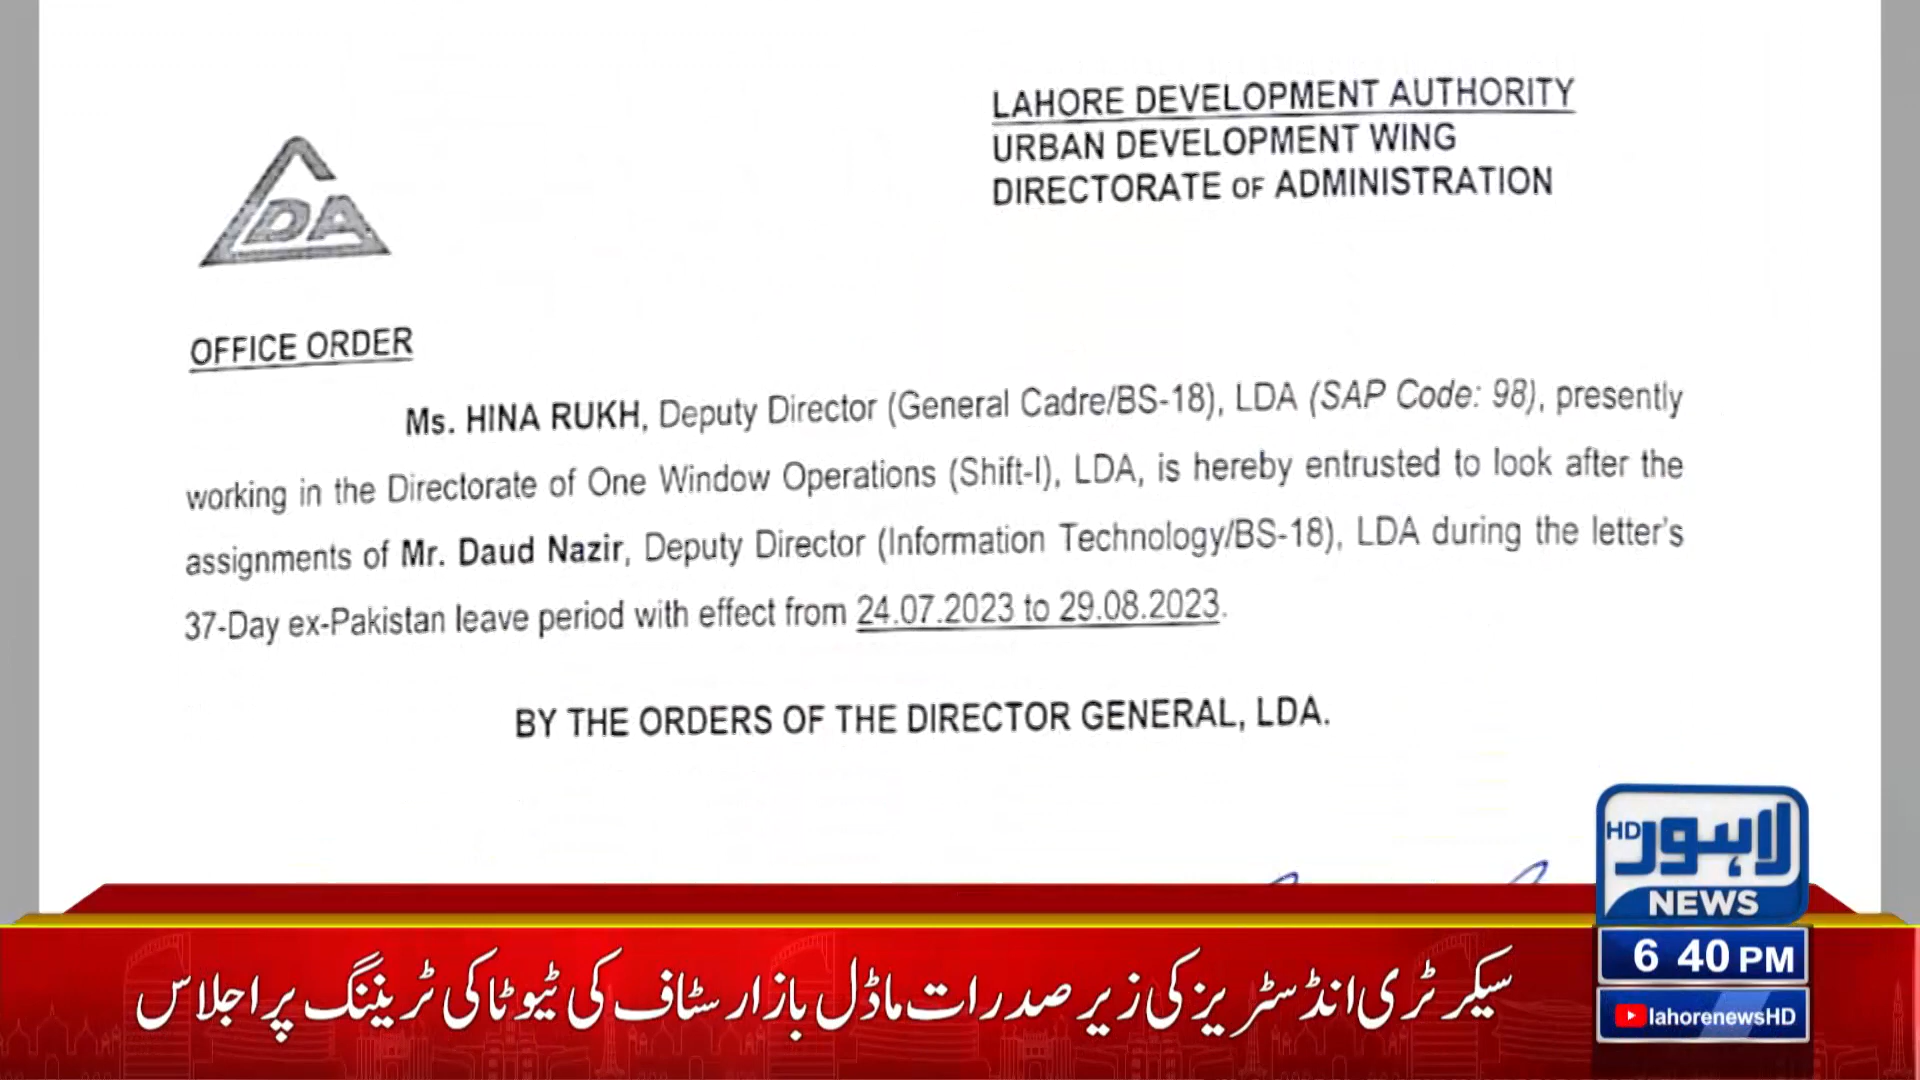 LAHORE DEVELOPMENT AUTHORITY
URBAN DEVELOPMENT WING
DIRECTORATE OF ADMINISTRATION
LDA
OFFICE ORDER
Ms. HINA RUKH, Deputy Director (General Cadre/BS-18), LDA (SAP Code: 98), presently
working in the Directorate of One Window Operations (Shift-I), LDA, is hereby entrusted to look after the
assignments of Mr. Daud Nazir, Deputy Director (Information Technology/BS-18), LDA during the letter's
37-Day ex-Pakistan leave period with effect from 24.07.2023 to 29.08.2023.
BY THE ORDERS OF THE DIRECTOR GENERAL, LDA.
HD لاہور
NEWS
6 40 PM
lahorenewsHD
سیکرٹری انڈسٹریز کی زیر صدرات ماڈل بازار سٹاف کی ٹیوٹا کی ٹریننگ پر اجلاس